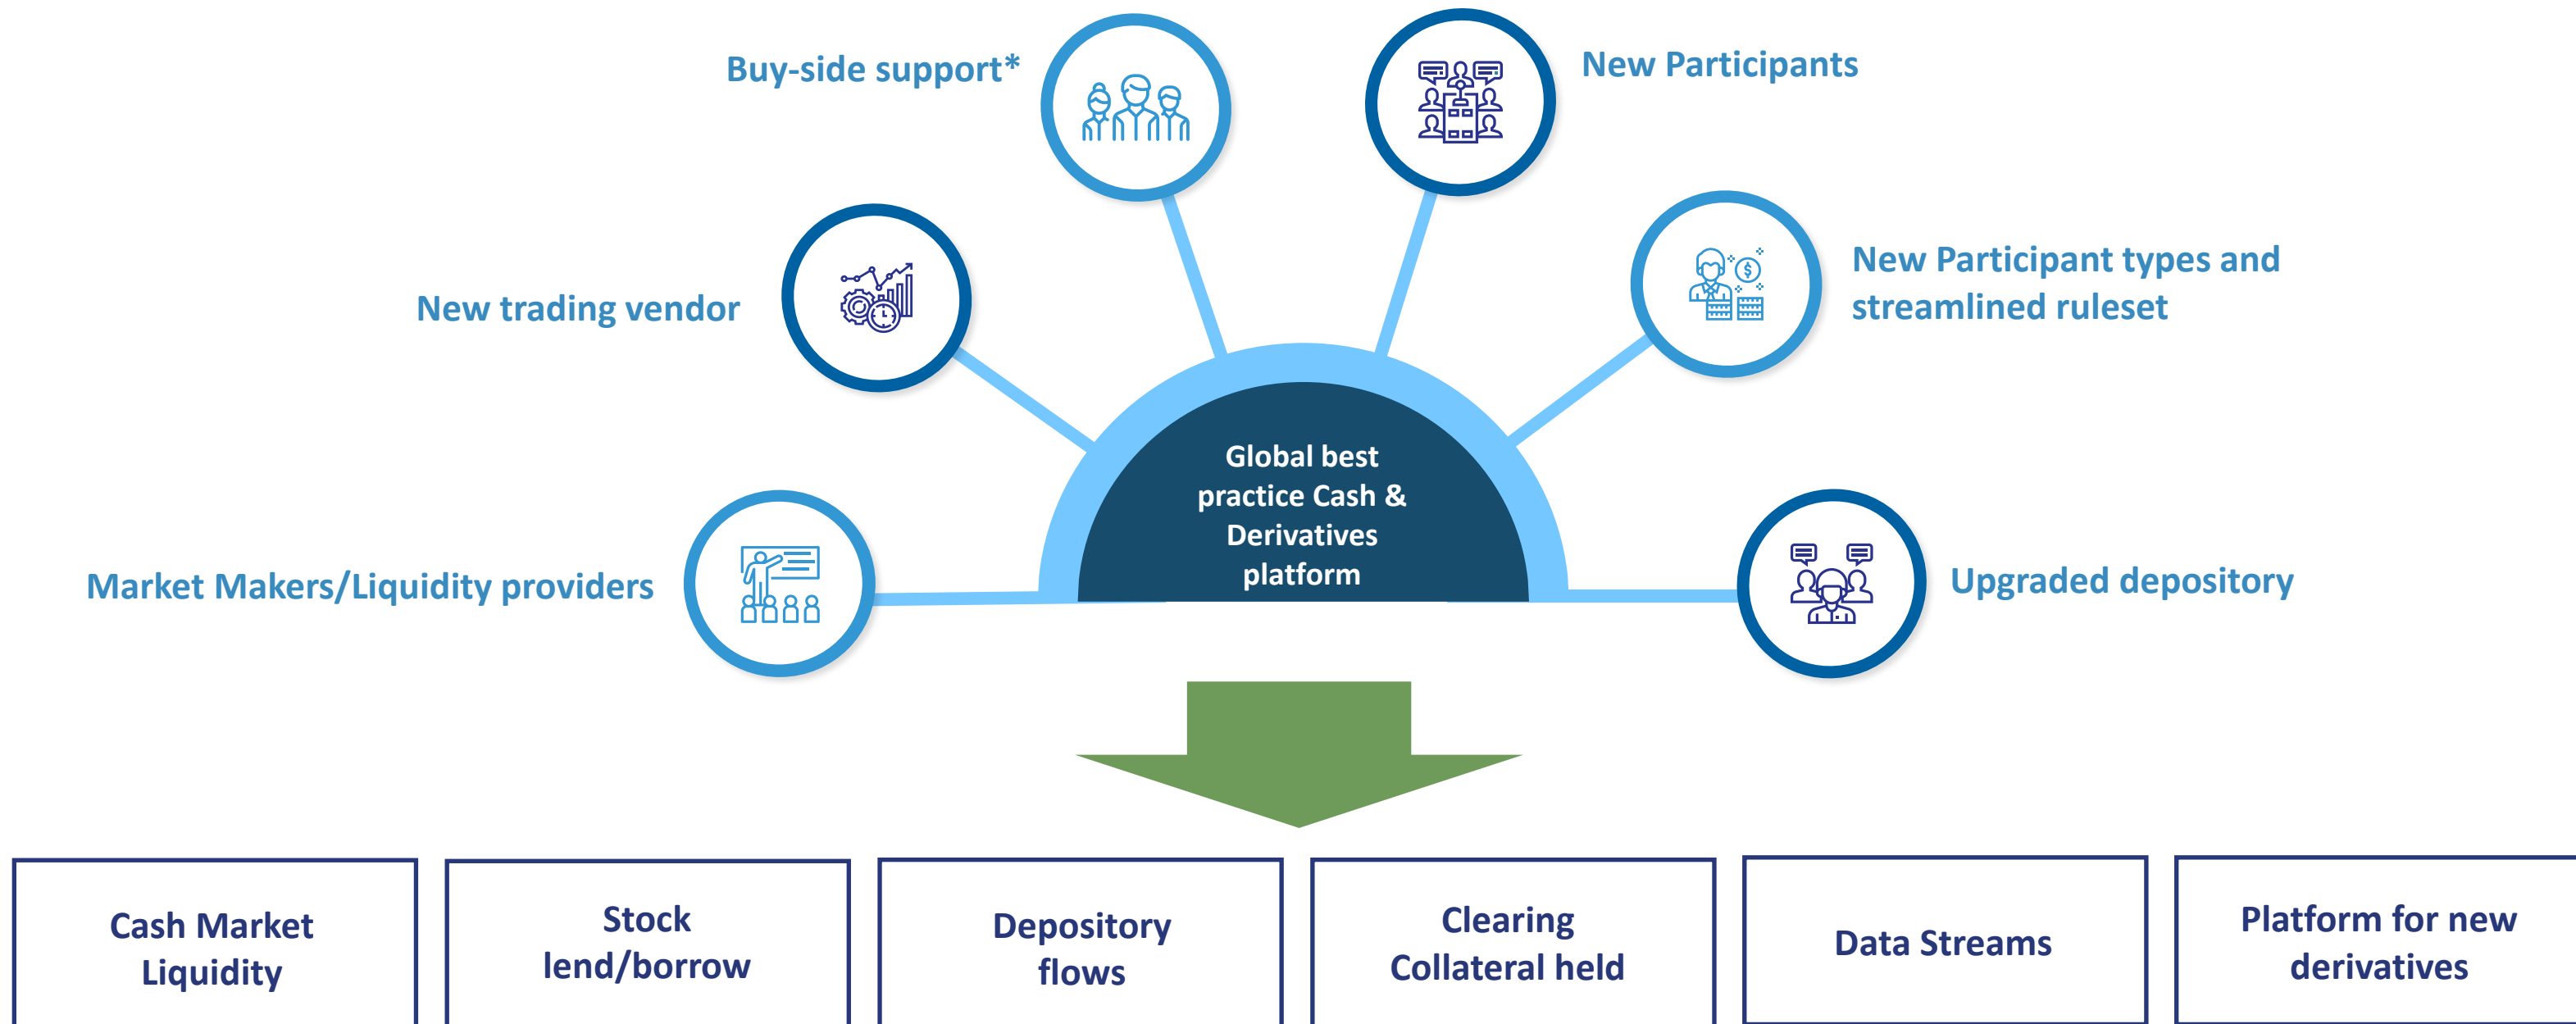 Buy-side support*
New Participants
New trading vendor
New Participant types and
streamlined ruleset
Market Makers/Liquidity providers
Upgraded depository
Global best
practice Cash &
Derivatives
platform
Cash Market
Liquidity
Stock
lend/borrow
Depository
flows
Clearing
Collateral held
Data Streams
Platform for new
derivatives